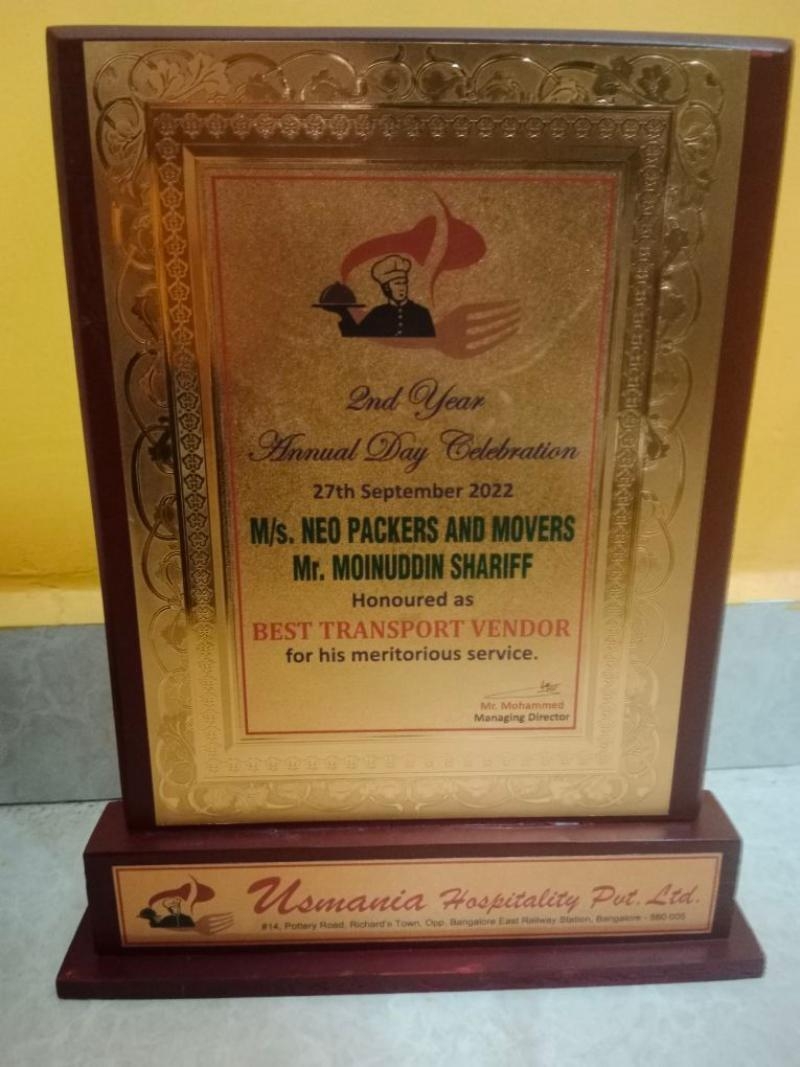 2nd Year
Annual Day Celebration
27th September 2022
M/s. NEO PACKERS AND MOVERS
Mr. MOINUDDIN SHARIFF
Honoured as
BEST TRANSPORT VENDOR
for his meritorious service.
Mr. Mohammed
Managing Director
Usmania Hospitality Pvt. Ltd.
#14, Pottery Road, Richard's Town, Opp. Bangalore East Railway Station, Bangalore - 560 005